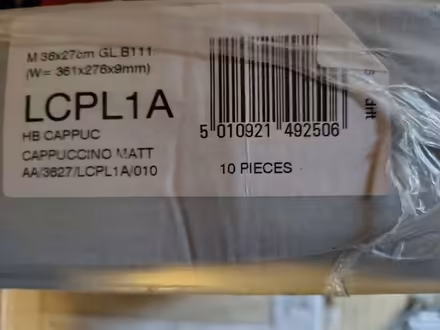 M 36x27cm GL B111
(W= 361x276x9mm)
LCPL1A
HB CAPPUC
CAPPUCCINO MATT
AA/3627/LCPL1A/010
5 010921 492506
10 PIECES